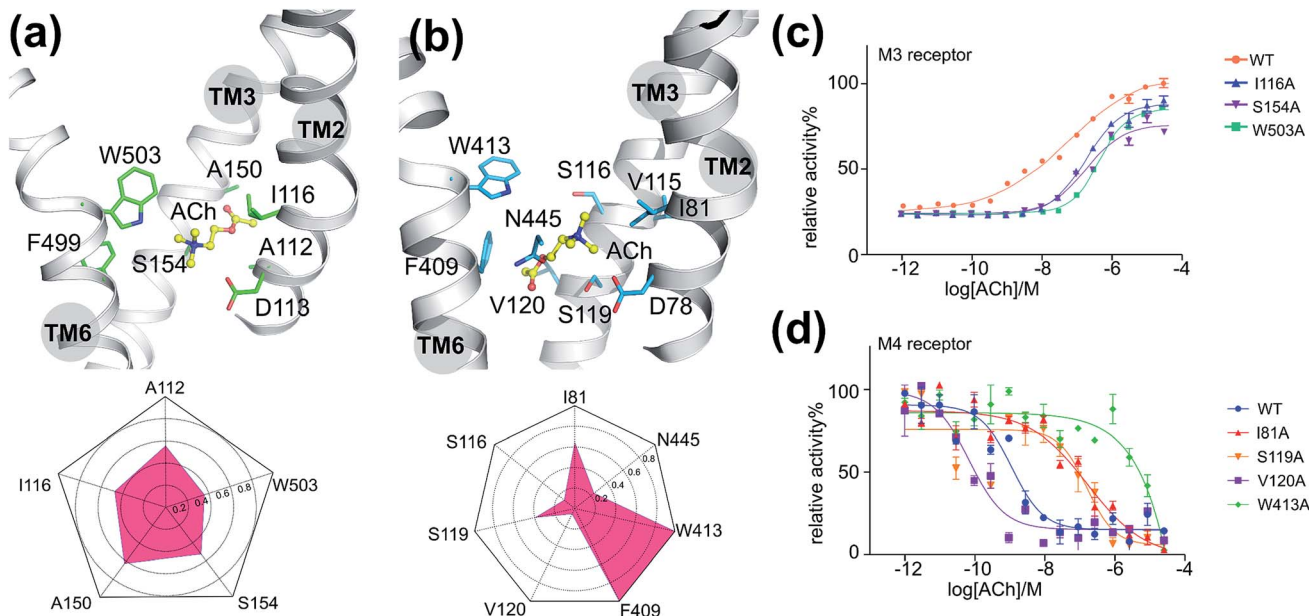 (a)
TM3
TM2
W503
A150
I116
ACh
F499
S154
A112
D113
TM6
A112
I116
W503
0.2 0.4 0.6 0.8
A150
S154
(b)
TM3
TM2
W413
S116
V115
I81
N445
ACh
F409
V120
S119
D78
TM6
I81
S116
N445
0.8
0.6
0.4
0.2
S119
W413
V120
F409
(c)
M3 receptor
WT
I116A
S154A
W503A
100
50
0
relative activity%
-12 -10 -8 -6 -4
log[ACh]/M
(d)
M4 receptor
WT
I81A
S119A
V120A
W413A
100
50
0
relative activity%
-12 -10 -8 -6 -4
log[ACh]/M